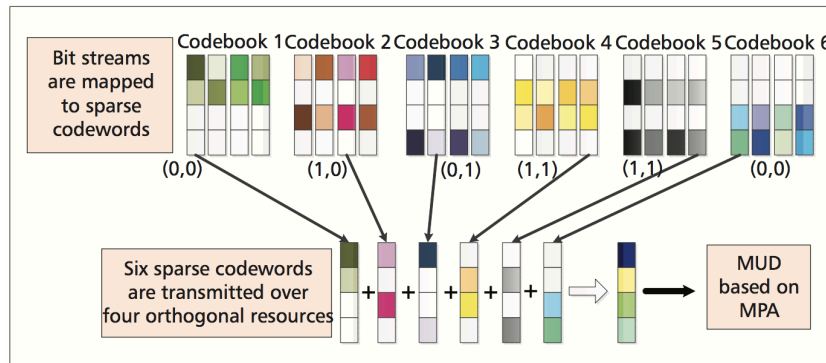 Codebook 1 Codebook 2 Codebook 3 Codebook 4 Codebook 5 Codebook 6
Bit streams
are mapped
to sparse
codewords
(0,0) (1,0) (0,1) (1,1) (1,1) (0,0)
Six sparse codewords
are transmitted over
four orthogonal resources
+ + + + +
MUD
based on
MPA